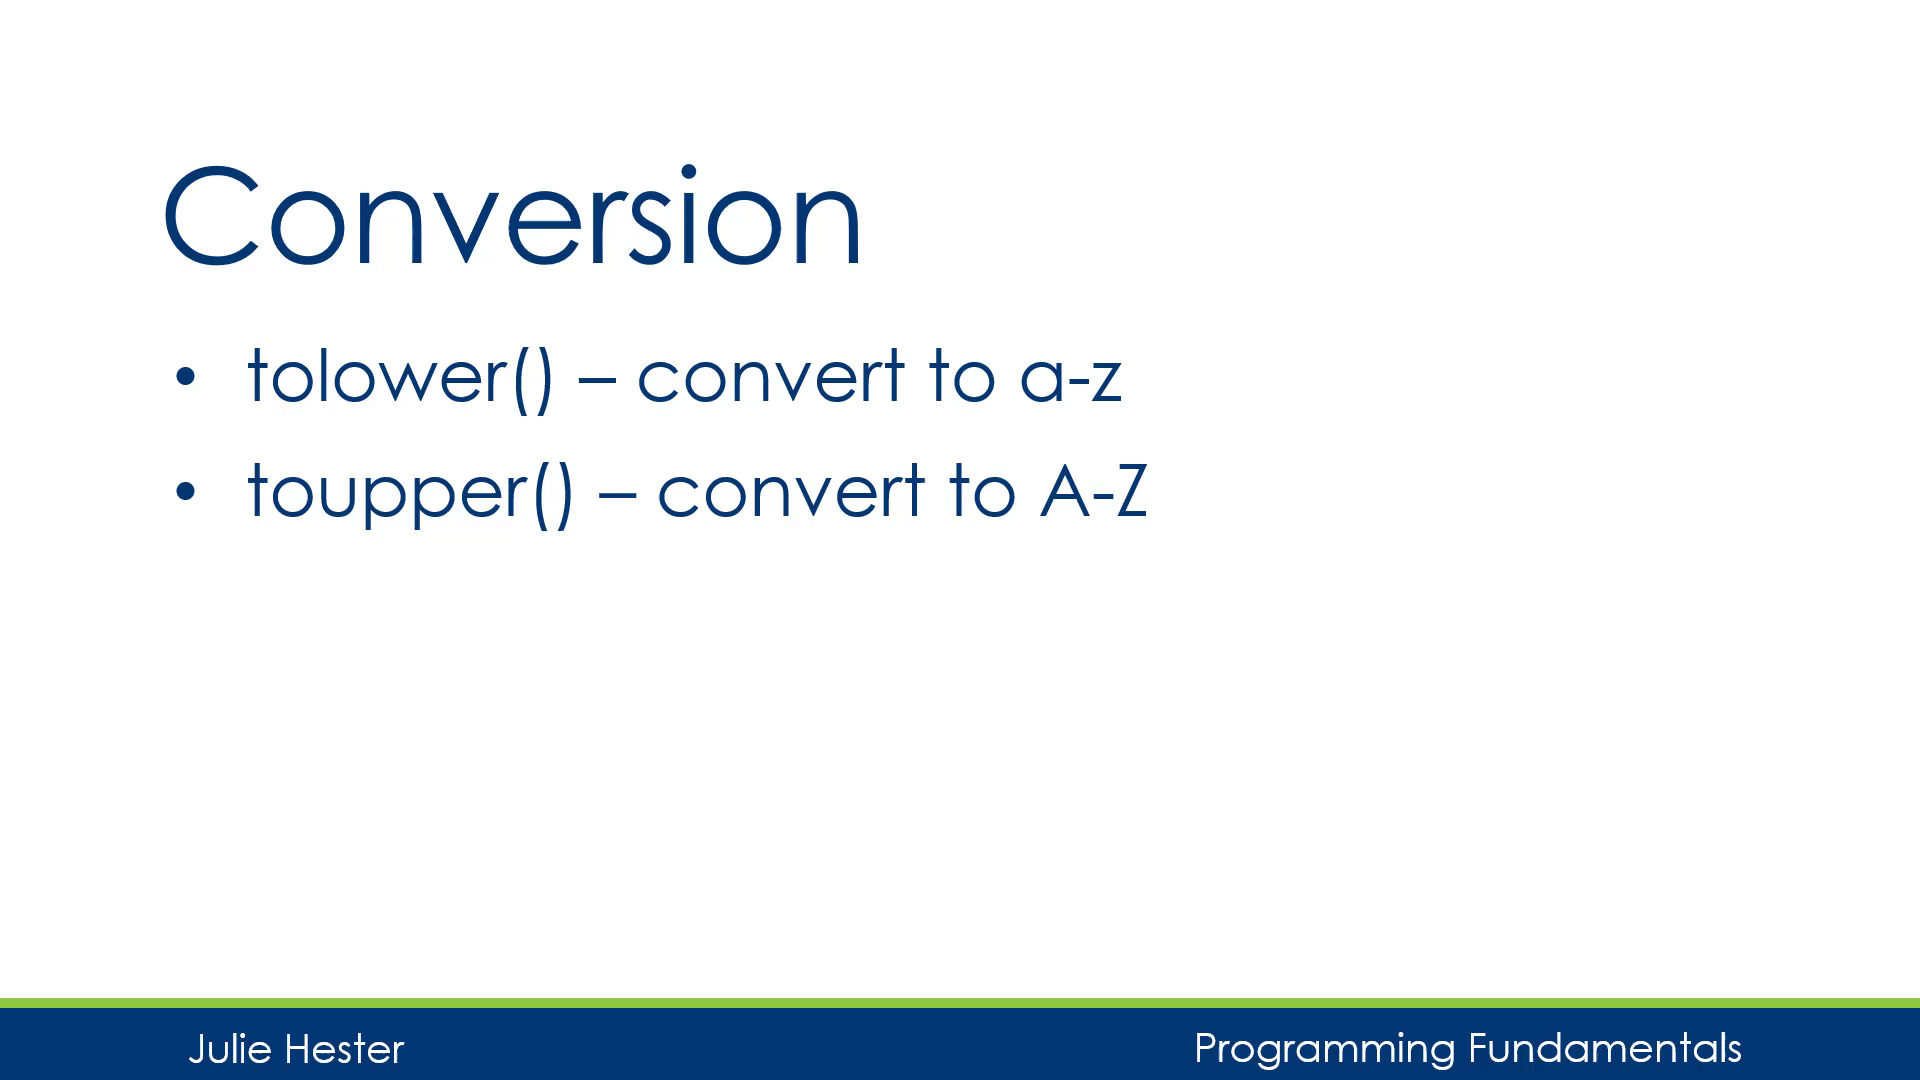 Conversion
• tolower() – convert to a-z
• toupper() – convert to A-Z
Julie Hester
Programming Fundamentals